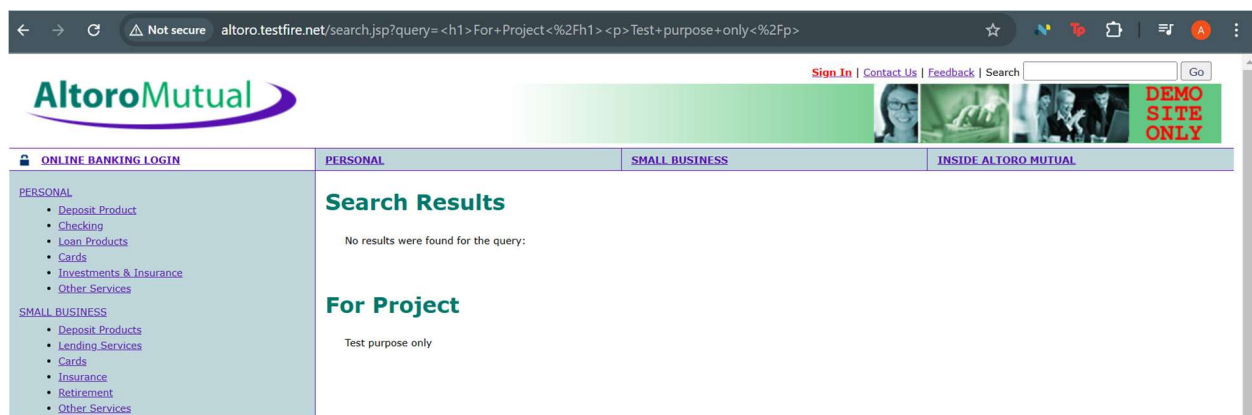 Not secure altoro.testfire.net/search.jsp?query=<h1>For+Project<%2Fh1><p>Test+purpose+only<%2Fp>
Tp
A
Sign In | Contact Us | Feedback | Search Go
AltoroMutual
DEMO
SITE
ONLY
ONLINE BANKING LOGIN PERSONAL SMALL BUSINESS INSIDE ALTORO MUTUAL
PERSONAL
Deposit Product
Checking
Loan Products
Cards
Investments & Insurance
Other Services
SMALL BUSINESS
Deposit Products
Lending Services
Cards
Insurance
Retirement
Other Services
Search Results
No results were found for the query:
For Project
Test purpose only